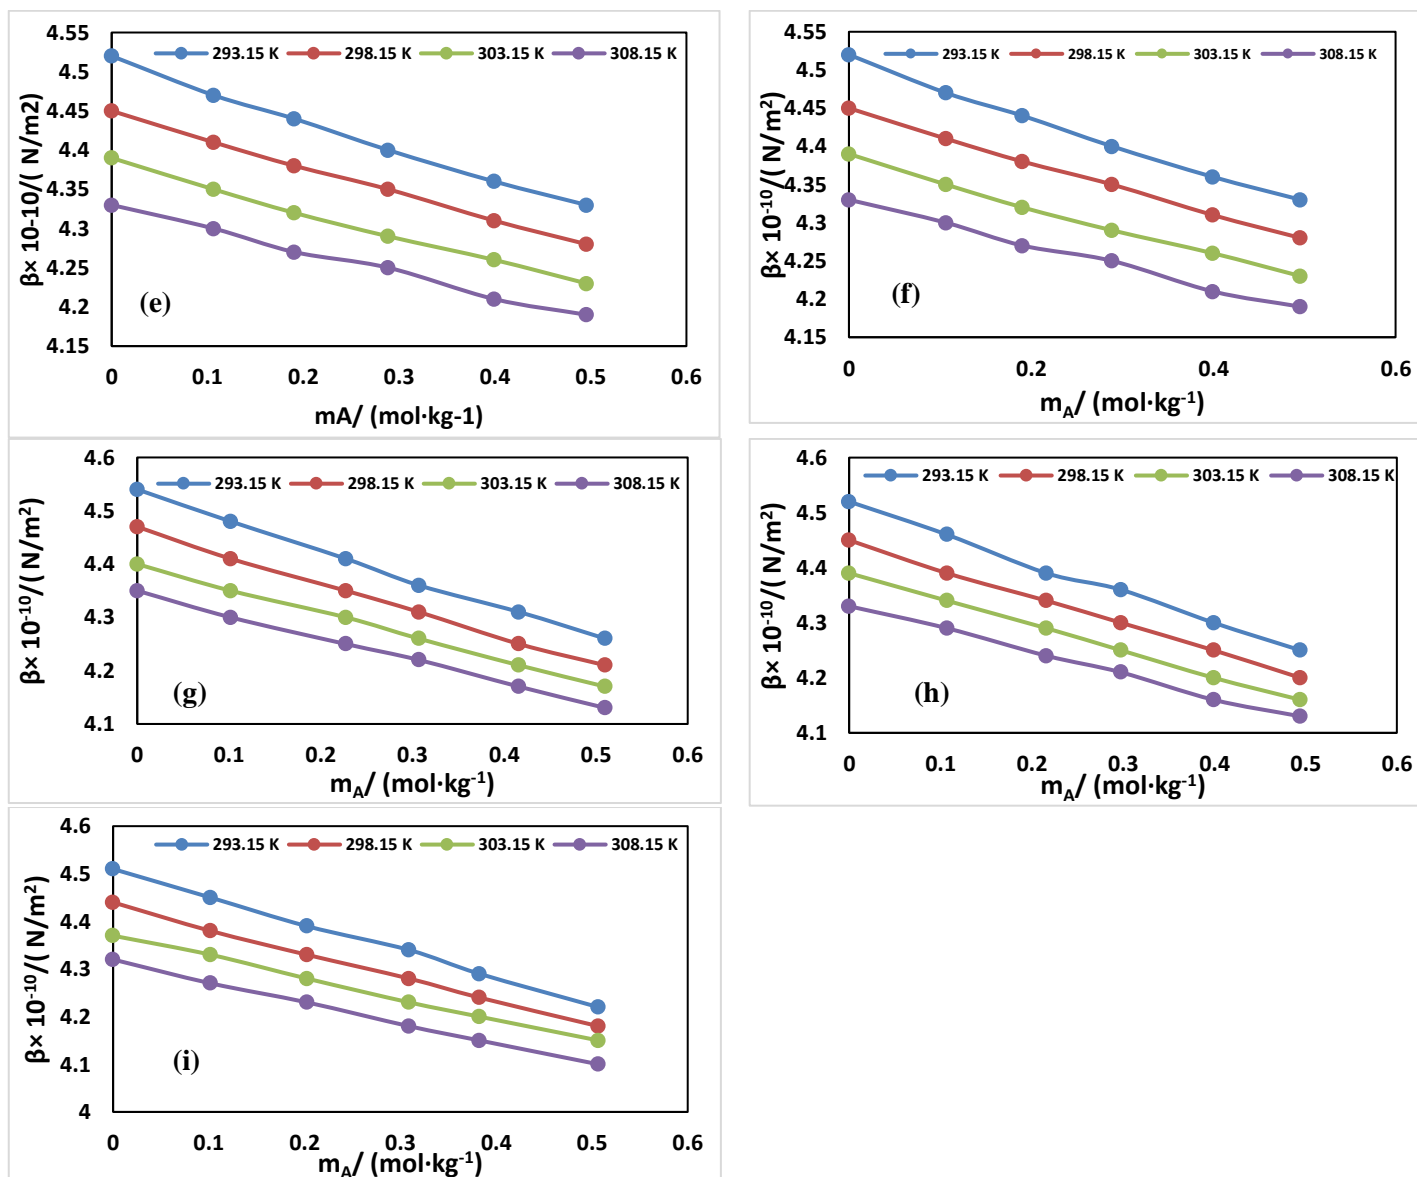 4.55
293.15 K 298.15 K 303.15 K 308.15 K
4.5
4.45
4.4
4.35
4.3
4.25
4.2
4.15
β× 10-10/( N/m2)
(e)
0 0.1 0.2 0.3 0.4 0.5 0.6
mA/ (mol·kg-1)
4.55
293.15 K 298.15 K 303.15 K 308.15 K
4.5
4.45
4.4
4.35
4.3
4.25
4.2
4.15
β× 10⁻¹⁰/( N/m²)
(f)
0 0.2 0.4 0.6
m_A/ (mol·kg⁻¹)
4.6
293.15 K 298.15 K 303.15 K 308.15 K
4.5
4.4
4.3
4.2
4.1
β× 10⁻¹⁰/( N/m²)
(g)
0 0.1 0.2 0.3 0.4 0.5 0.6
m_A/ (mol·kg⁻¹)
4.6
293.15 K 298.15 K 303.15 K 308.15 K
4.5
4.4
4.3
4.2
4.1
β× 10⁻¹⁰/( N/m²)
(h)
0 0.1 0.2 0.3 0.4 0.5 0.6
m_A/ (mol·kg⁻¹)
4.6
293.15 K 298.15 K 303.15 K 308.15 K
4.5
4.4
4.3
4.2
4.1
4
β× 10⁻¹⁰/( N/m²)
(i)
0 0.1 0.2 0.3 0.4 0.5 0.6
m_A/ (mol·kg⁻¹)